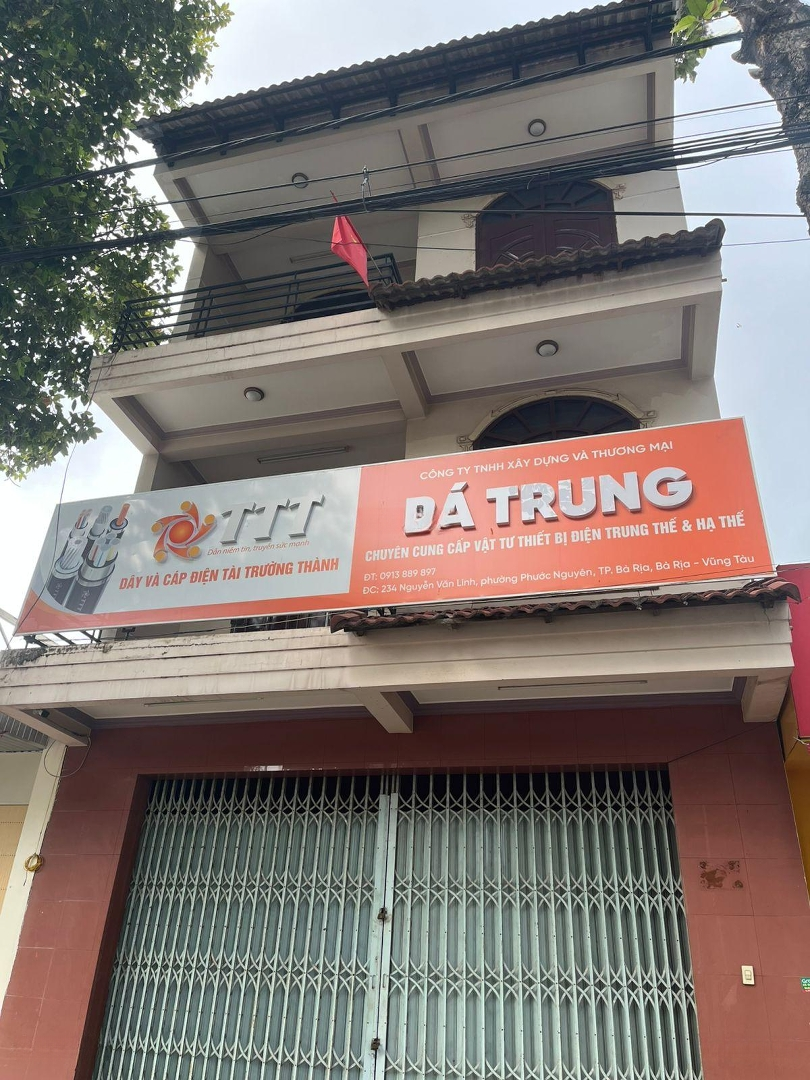 TTT
Dẫn niềm tin, truyền sức mạnh
DÂY VÀ CÁP ĐIỆN TÀI TRƯỜNG THÀNH
CÔNG TY TNHH XÂY DỰNG VÀ THƯƠNG MẠI
BÁ TRUNG
CHUYÊN CUNG CẤP VẬT TƯ THIẾT BỊ ĐIỆN TRUNG THẾ & HẠ THẾ
ĐT: 0913 889 897
ĐC: 234 Nguyễn Văn Linh, phường Phước Nguyên, TP. Bà Rịa, Bà Rịa - Vũng Tàu